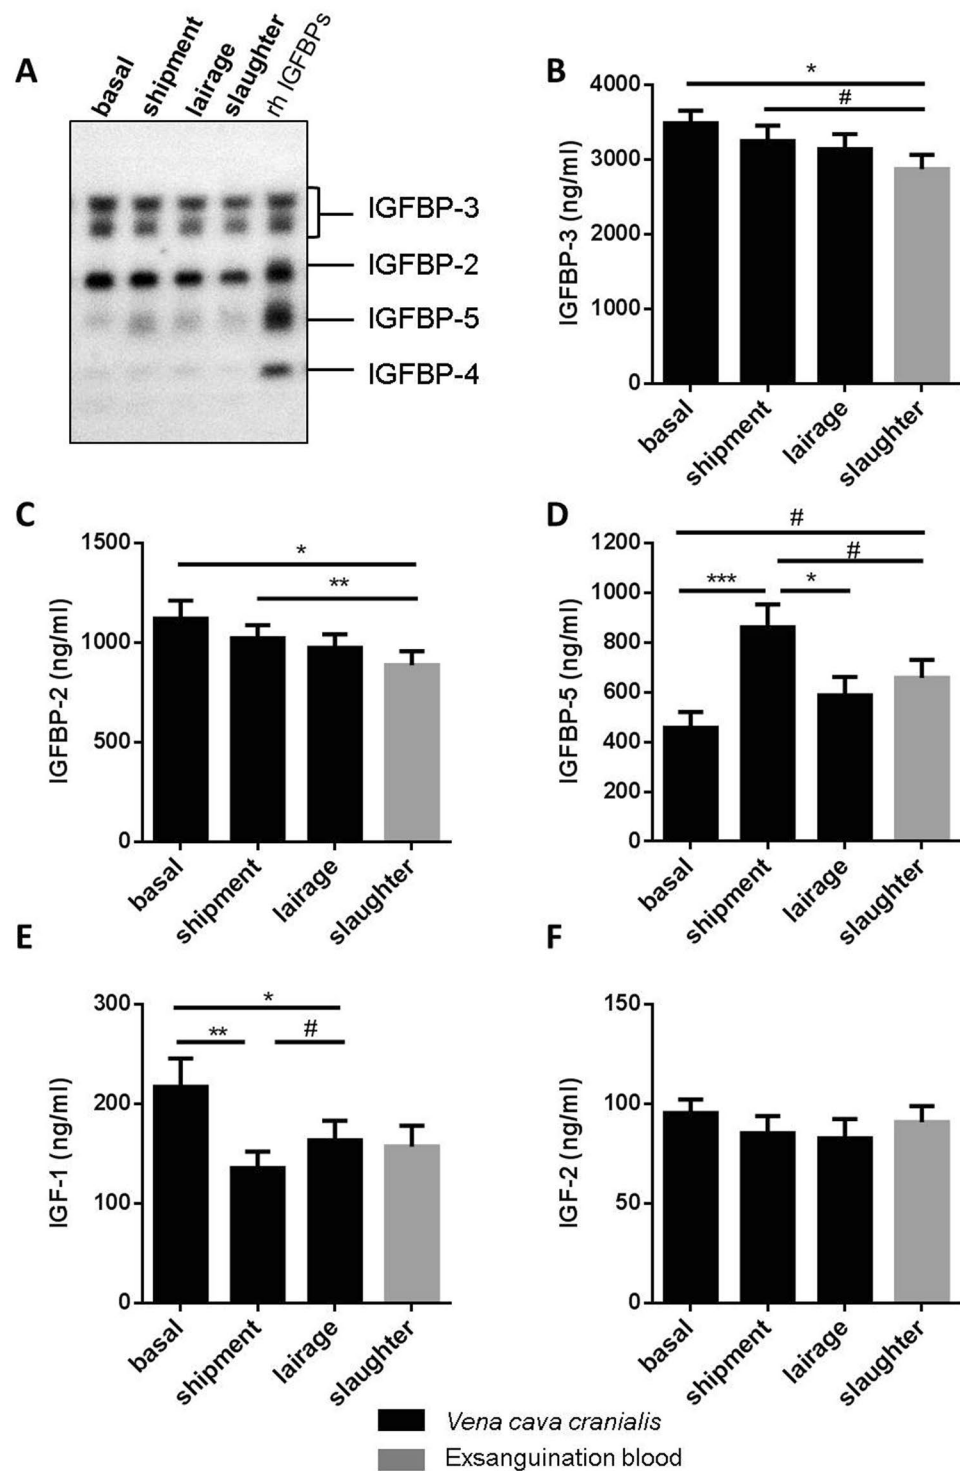 A
basal
shipment
lairage
slaughter
rh IGFBPs
IGFBP-3
IGFBP-2
IGFBP-5
IGFBP-4
B
IGFBP-3 (ng/ml)
4000
3000
2000
1000
0
*
#
basal
shipment
lairage
slaughter
C
IGFBP-2 (ng/ml)
1500
1000
500
0
*
**
basal
shipment
lairage
slaughter
D
IGFBP-5 (ng/ml)
1200
1000
800
600
400
200
0
#
#
***
*
basal
shipment
lairage
slaughter
E
IGF-1 (ng/ml)
300
200
100
0
*
**
#
basal
shipment
lairage
slaughter
F
IGF-2 (ng/ml)
150
100
50
0
basal
shipment
lairage
slaughter
Vena cava cranialis
Exsanguination blood